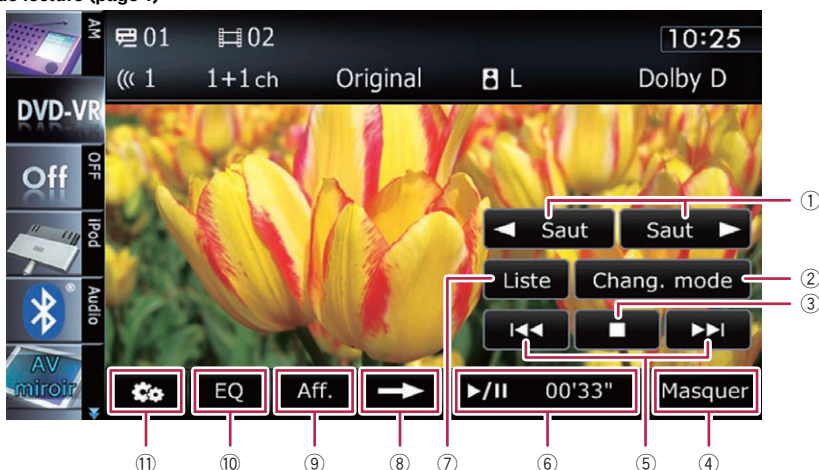 AM
01 02 10:25
1 1+1ch Original L Dolby D
DVD-VR
Off
OFF
iPod
Audio
AV
miroir
◄ Saut Saut ►
Liste Chang. mode
EQ Aff. ►/II 00'33" Masquer
① ② ③
⑪ ⑩ ⑨ ⑧ ⑦ ⑥ ⑤ ④